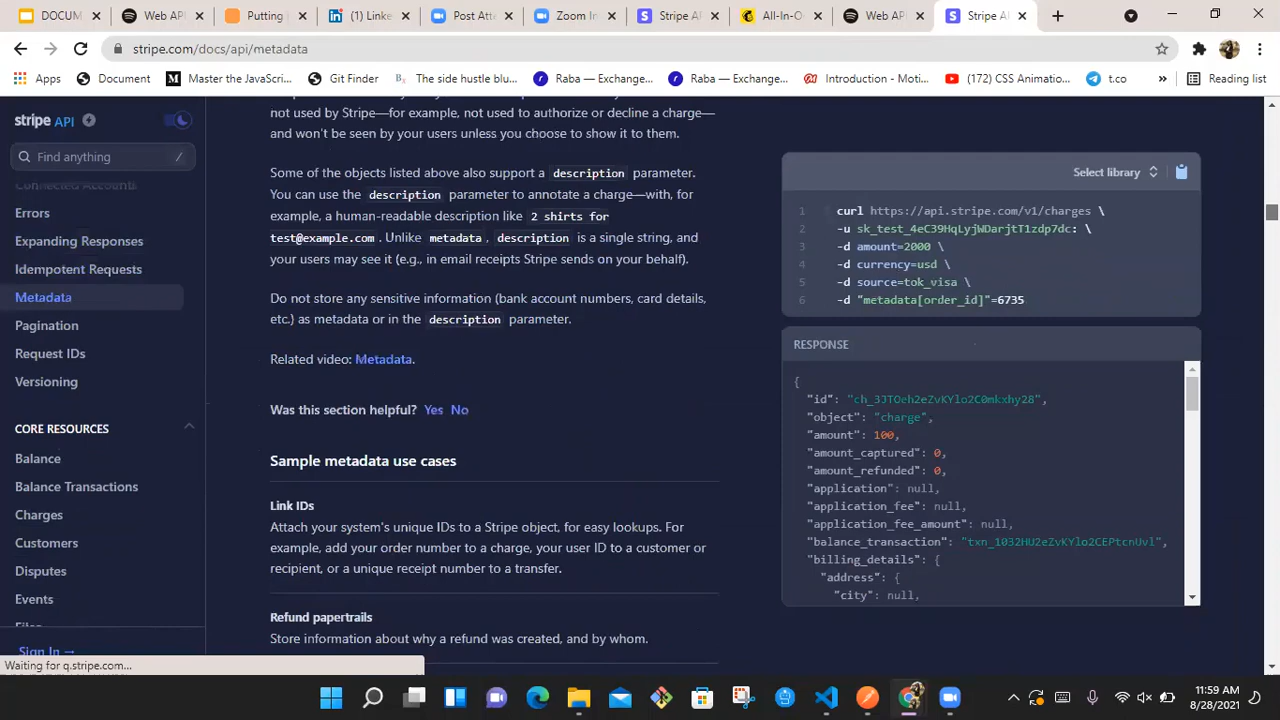 DOCUM
Web AP
Putting
(1) Linke
Post Atte
Zoom In
Stripe AP
All-In-O
Web API
Stripe A
stripe.com/docs/api/metadata
Apps
Document
Master the JavaScri...
Git Finder
The side hustle blu...
Raba — Exchange...
Raba — Exchange...
Introduction - Moti...
(172) CSS Animatio...
t.co
»
Reading list
stripe API
Find anything
/
Connected Accounts
Errors
Expanding Responses
Idempotent Requests
Metadata
Pagination
Request IDs
Versioning
CORE RESOURCES
Balance
Balance Transactions
Charges
Customers
Disputes
Events
Files
Sign In →
Waiting for q.stripe.com...
not used by Stripe—for example, not used to authorize or decline a charge—
and won't be seen by your users unless you choose to show it to them.
Some of the objects listed above also support a description parameter.
You can use the description parameter to annotate a charge—with, for
example, a human-readable description like 2 shirts for
test@example.com. Unlike metadata, description is a single string, and
your users may see it (e.g., in email receipts Stripe sends on your behalf).
Do not store any sensitive information (bank account numbers, card details,
etc.) as metadata or in the description parameter.
Related video: Metadata.
Was this section helpful? Yes No
Sample metadata use cases
Link IDs
Attach your system's unique IDs to a Stripe object, for easy lookups. For
example, add your order number to a charge, your user ID to a customer or
recipient, or a unique receipt number to a transfer.
Refund papertrails
Store information about why a refund was created, and by whom.
Select library
1 curl https://api.stripe.com/v1/charges \
2 -u sk_test_4eC39HqLyjWDarjtT1zdp7dc: \
3 -d amount=2000 \
4 -d currency=usd \
5 -d source=tok_visa \
6 -d "metadata[order_id]"=6735
RESPONSE
{
"id": "ch_3JTOeh2eZvKYlo2C0mkxhy28",
"object": "charge",
"amount": 100,
"amount_captured": 0,
"amount_refunded": 0,
"application": null,
"application_fee": null,
"application_fee_amount": null,
"balance_transaction": "txn_1032HU2eZvKYlo2CEPtcnUvl",
"billing_details": {
"address": {
"city": null,
11:59 AM
8/28/2021